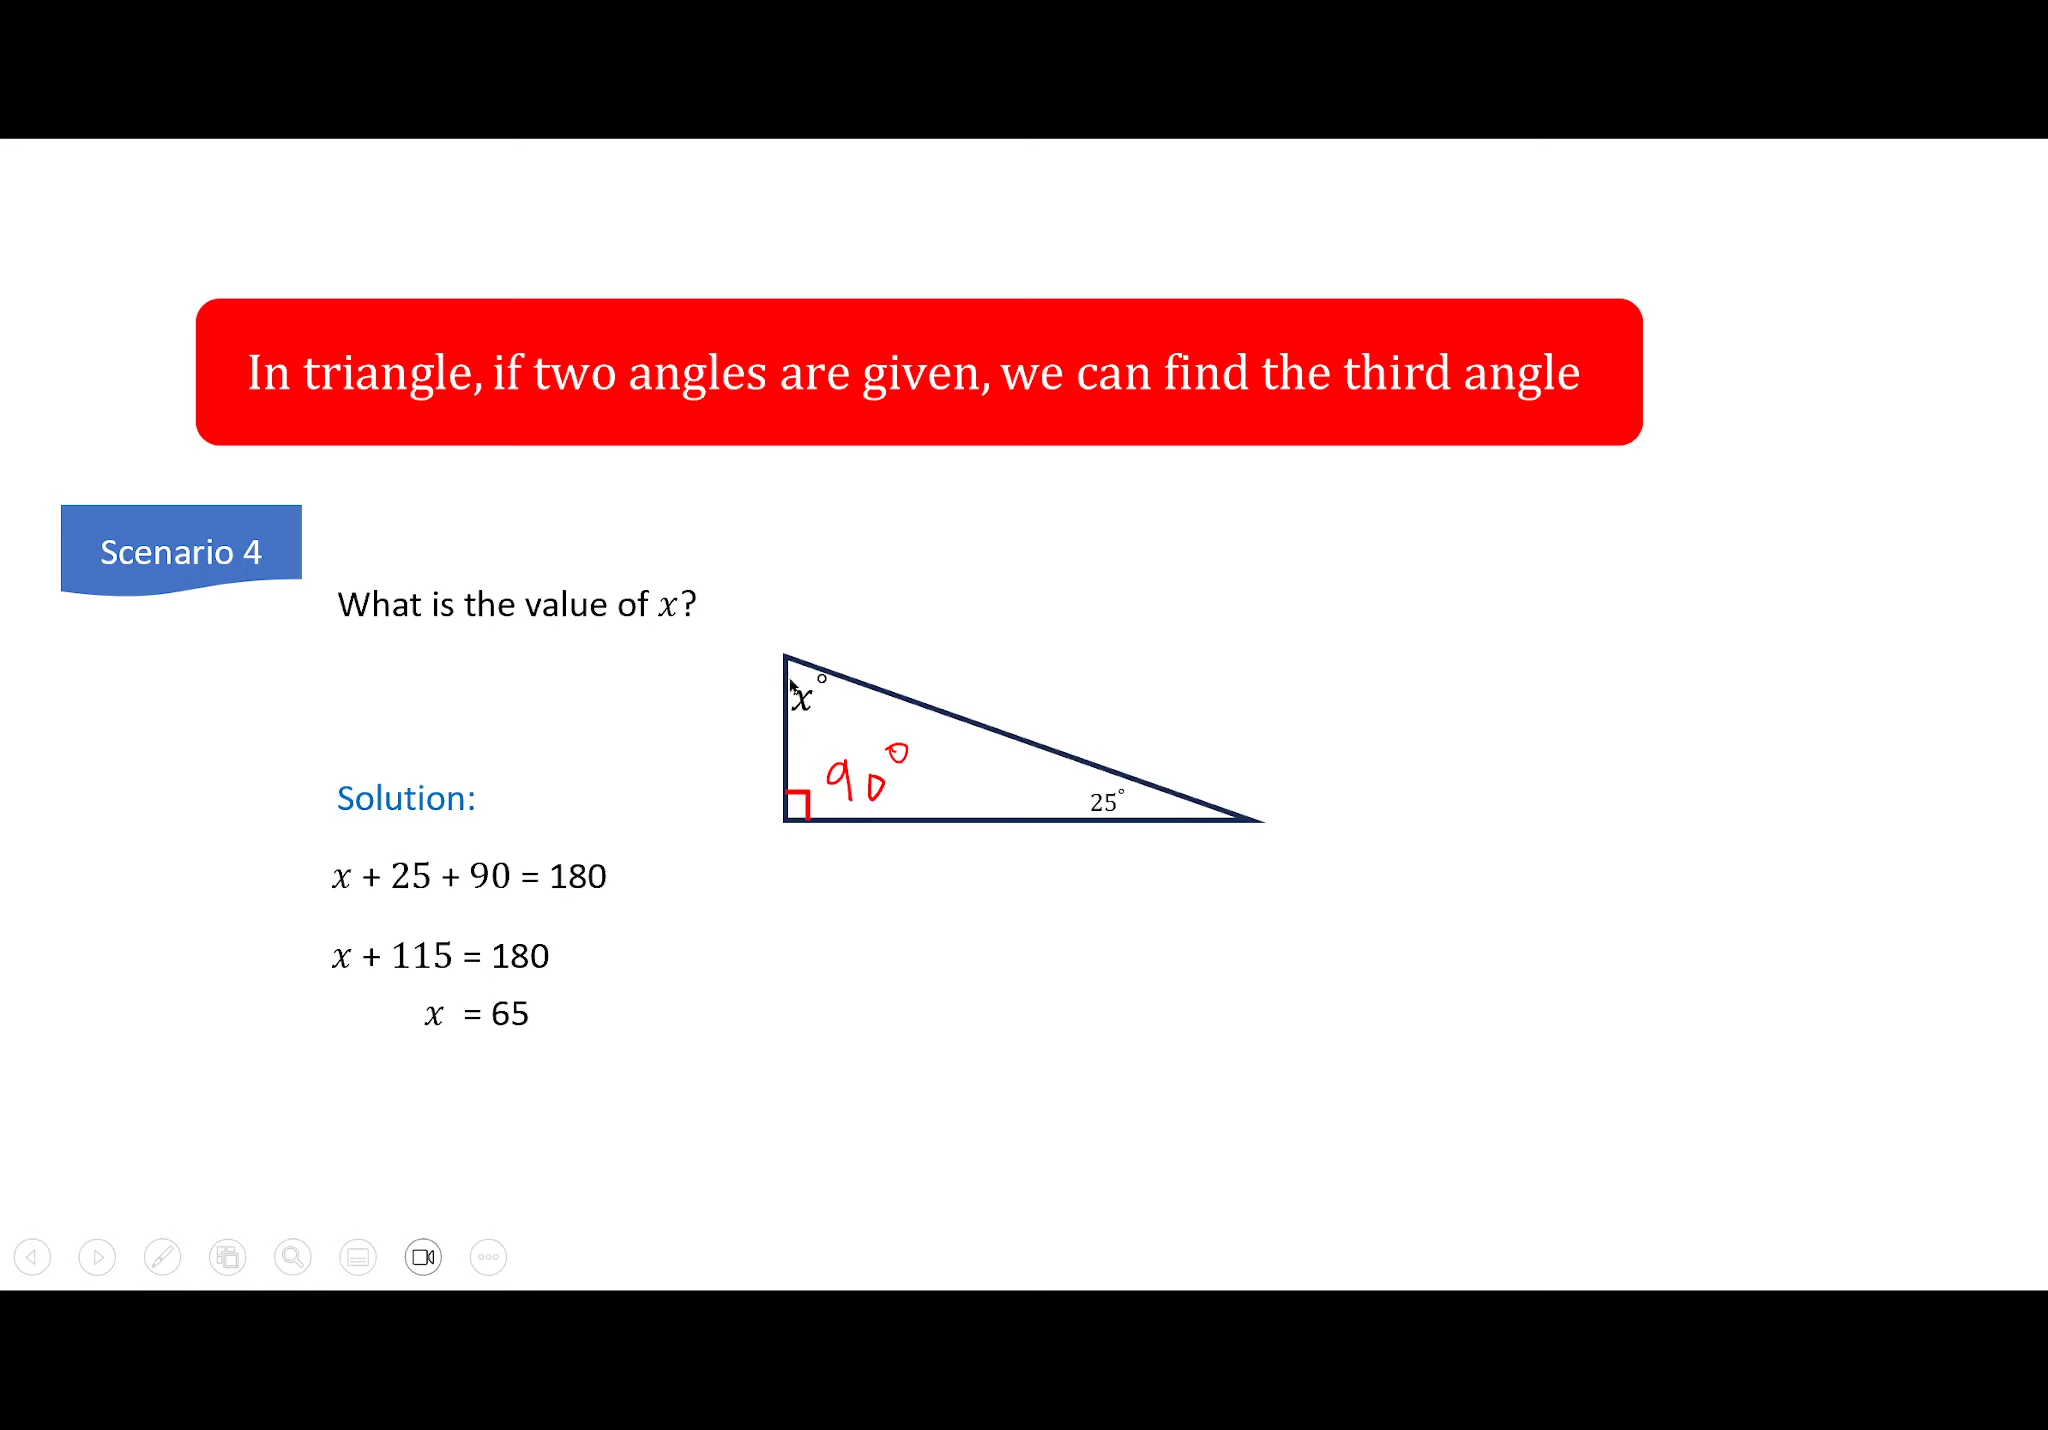 In triangle, if two angles are given, we can find the third angle
Scenario 4
What is the value of x?
x°
90°
25°
Solution:
x + 25 + 90 = 180
x + 115 = 180
x = 65